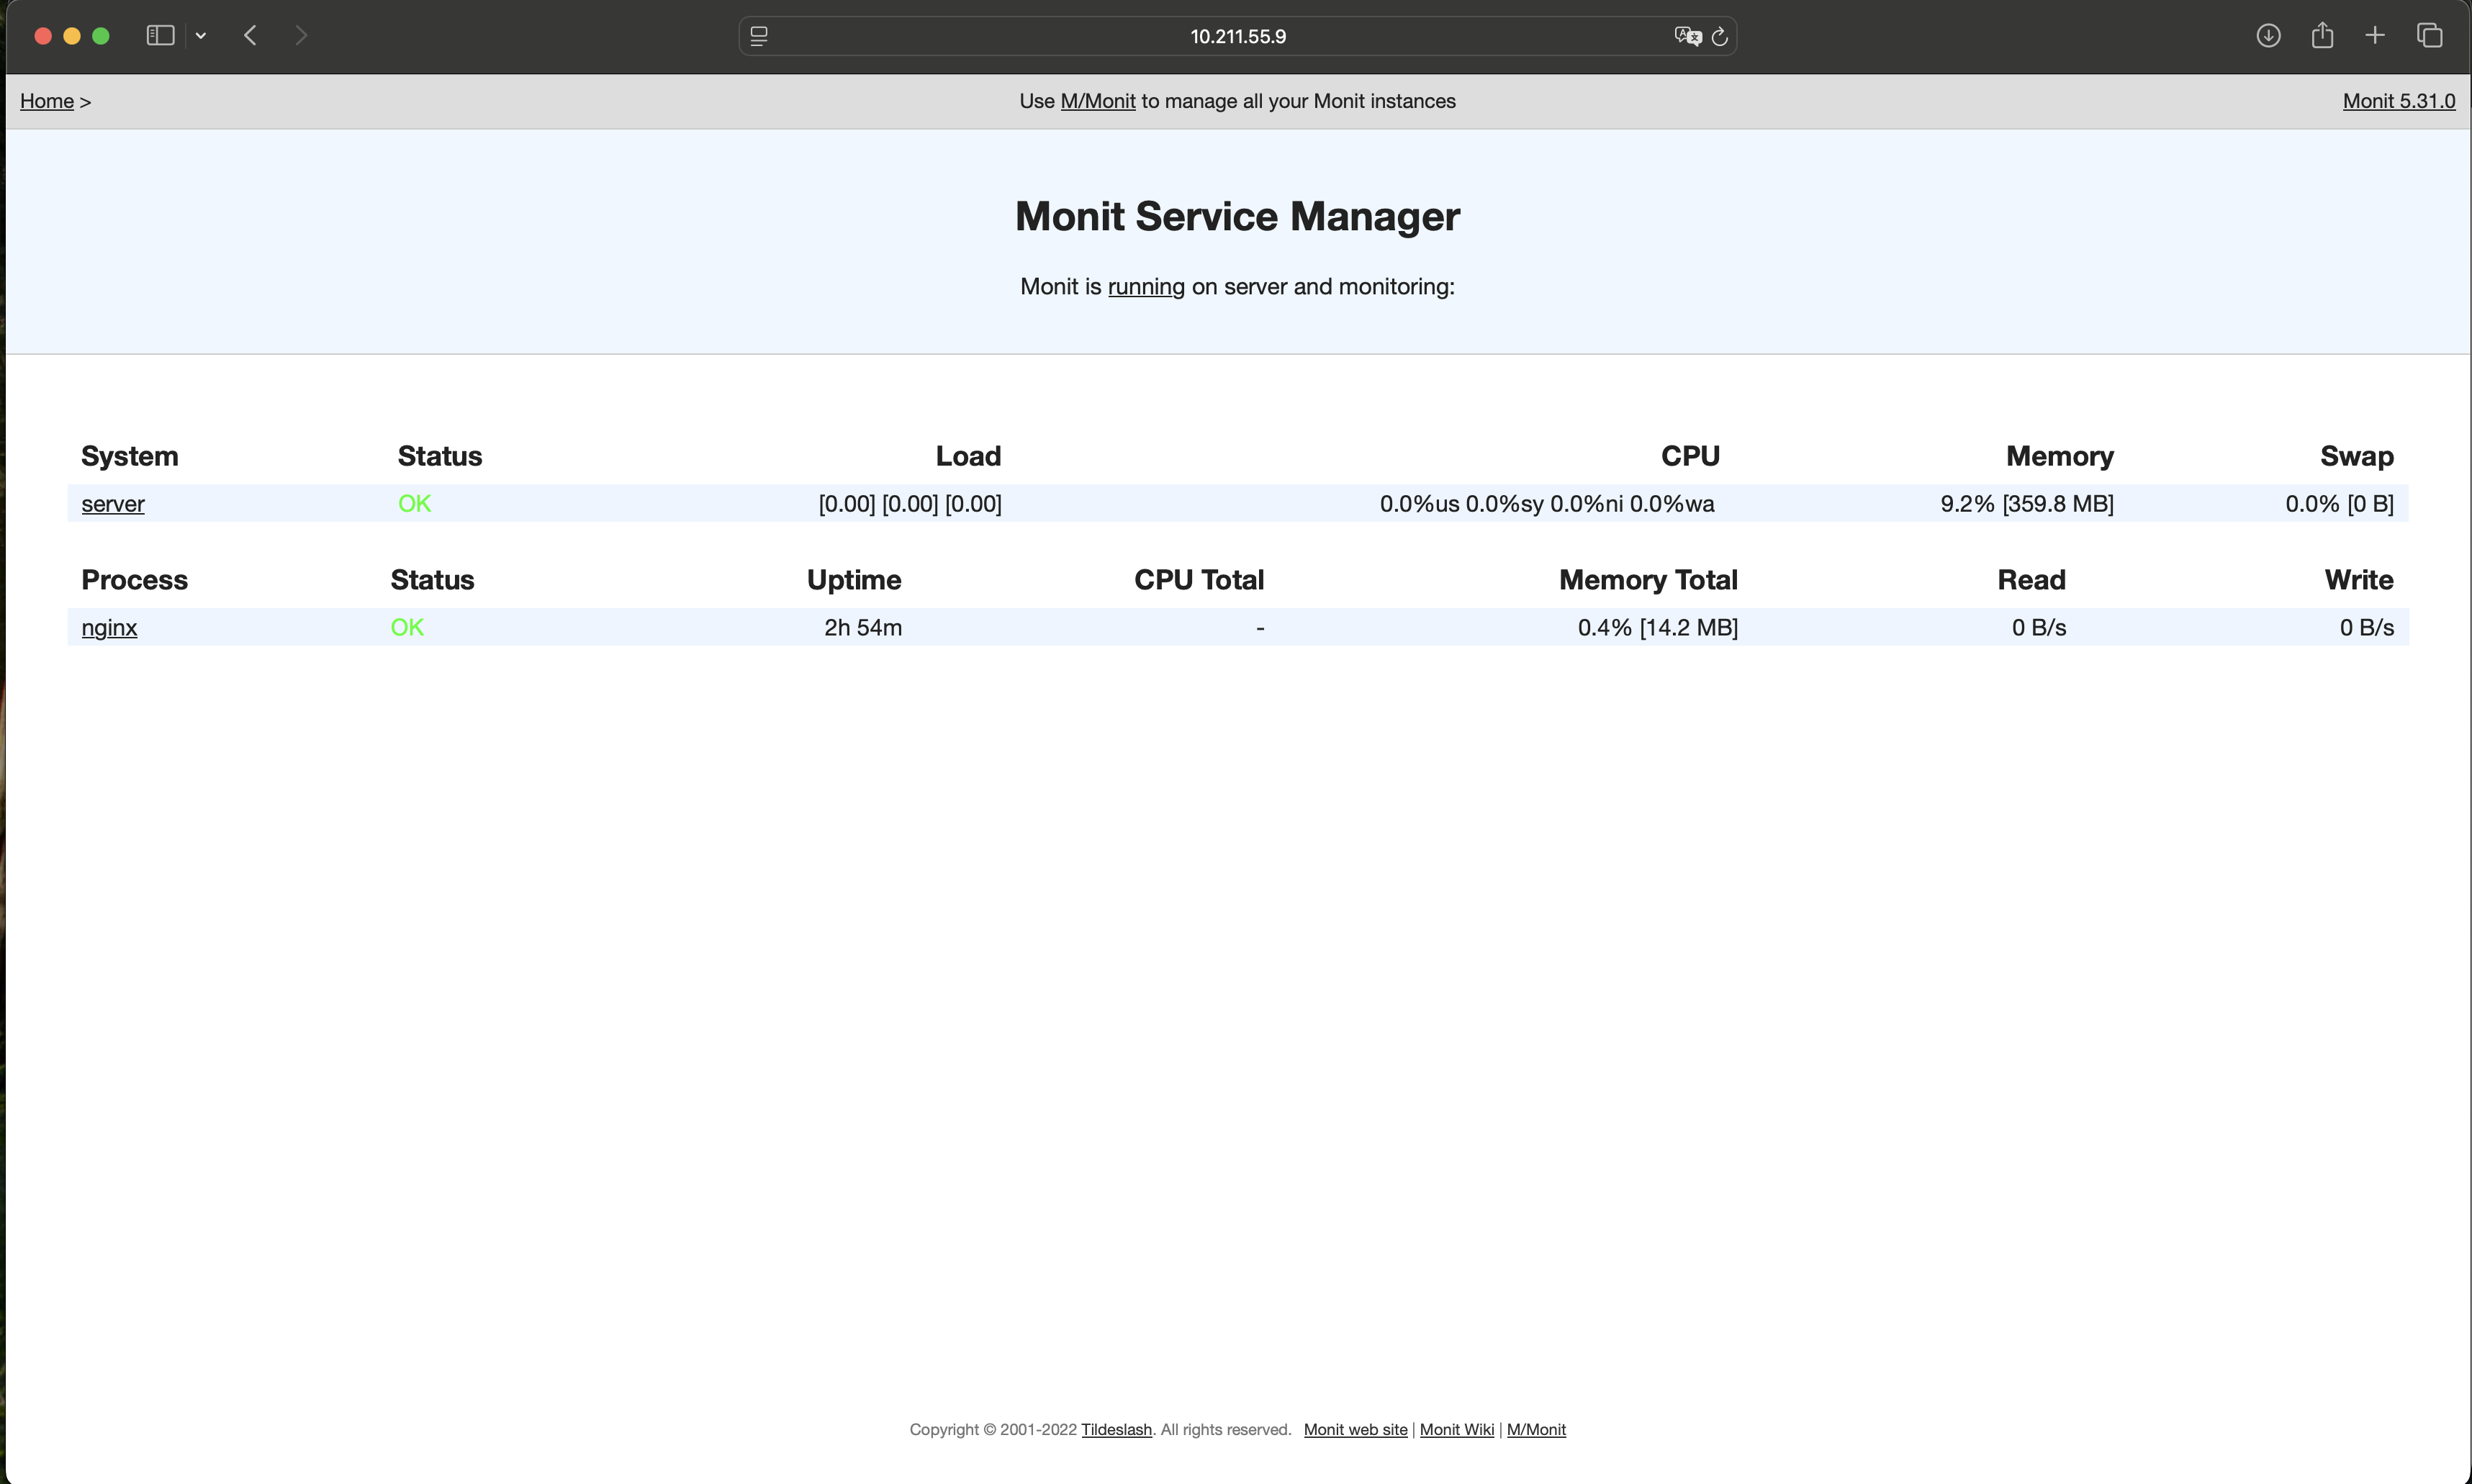 10.211.55.9
Home >
Use M/Monit to manage all your Monit instances
Monit 5.31.0
Monit Service Manager
Monit is running on server and monitoring:
System Status Load CPU Memory Swap
server OK [0.00] [0.00] [0.00] 0.0%us 0.0%sy 0.0%ni 0.0%wa 9.2% [359.8 MB] 0.0% [0 B]
Process Status Uptime CPU Total Memory Total Read Write
nginx OK 2h 54m - 0.4% [14.2 MB] 0 B/s 0 B/s
Copyright © 2001-2022 Tildeslash. All rights reserved. Monit web site | Monit Wiki | M/Monit